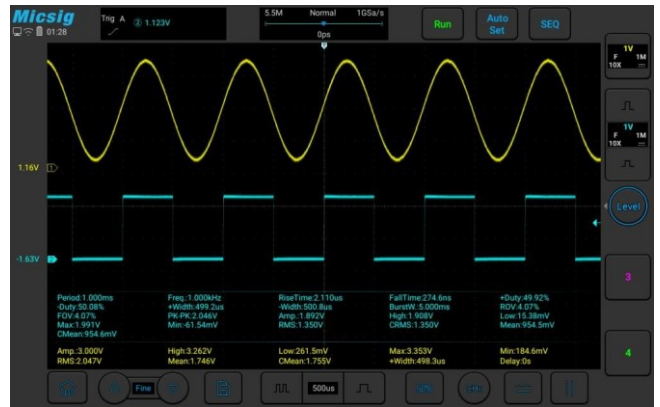 Micsig
01:28
Trig A 2 1.123V
5.5M Normal 1GSa/s
0ps
Run
Auto Set
SEQ
1V
F 1M
10X
1V
F 1M
10X
Level
3
4
1.16V 1
-1.63V 2
Period:1.000ms Freq.:1.000kHz RiseTime:2.110us FallTime:274.6ns +Duty:49.92%
-Duty:50.08% +Width:499.2us -Width:500.8us BurstW.:5.000ms ROV:4.07%
FOV:4.07% PK-PK:2.046V Amp.:1.892V High:1.908V Low:15.38mV
Max:1.991V Min:-61.54mV RMS:1.350V CRMS:1.350V Mean:954.5mV
CMean:954.6mV
Amp.:3.000V High:3.262V Low:261.5mV Max:3.353V Min:184.6mV
RMS:2.047V Mean:1.746V CMean:1.755V +Width:498.3us Delay:0s
Fine
500us